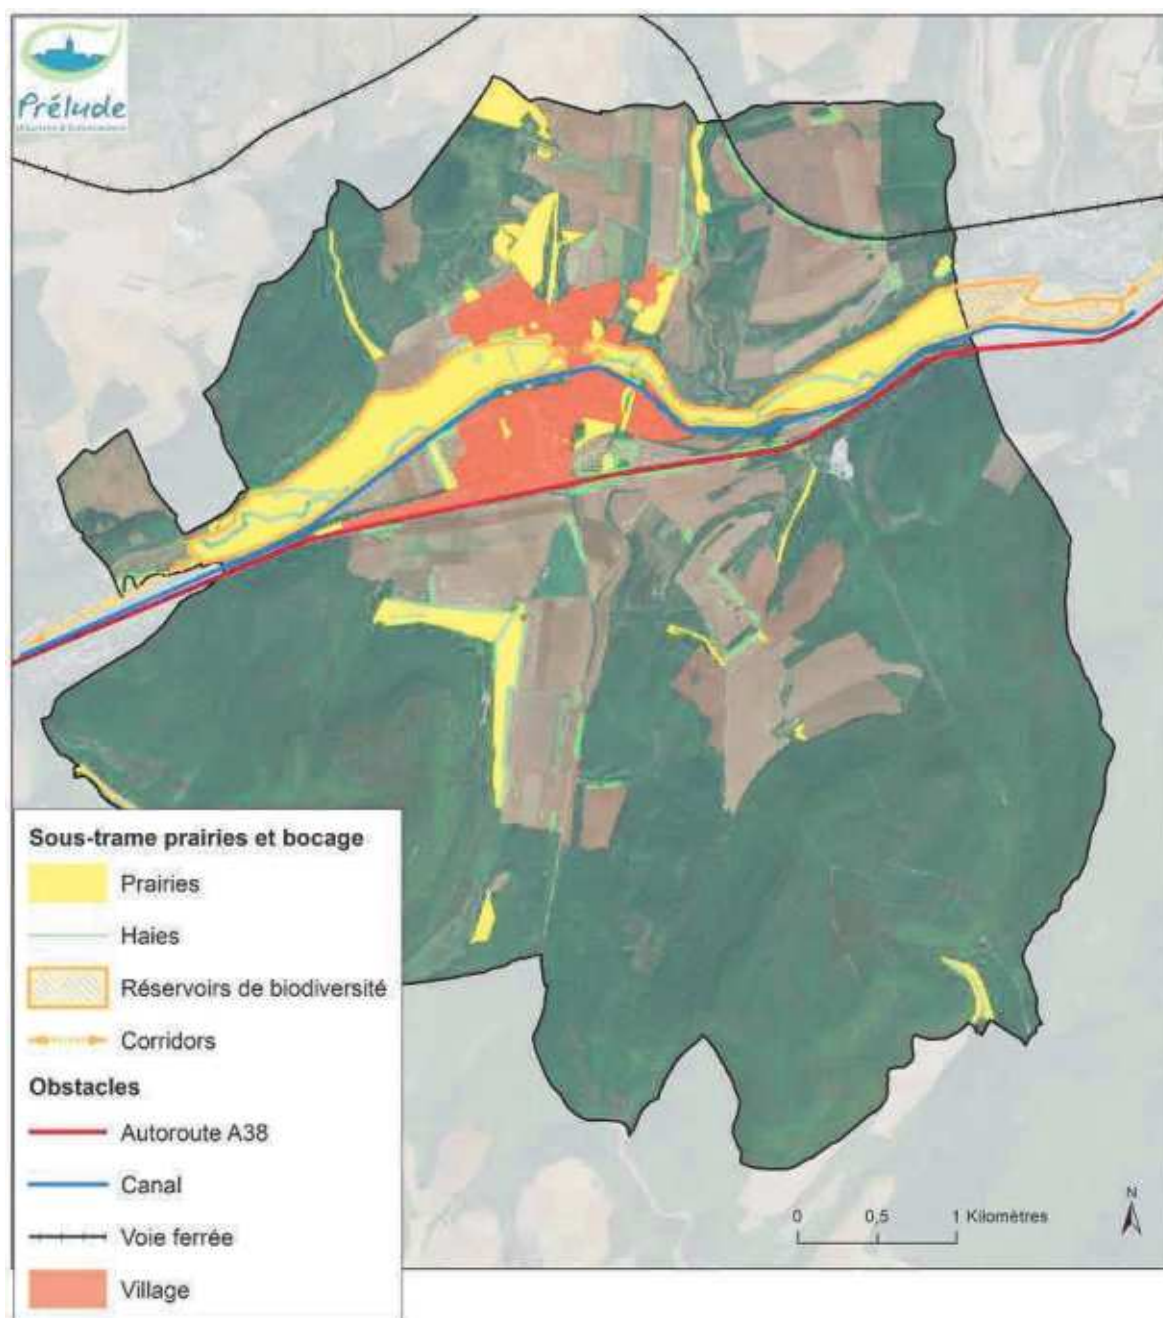 Prélude
Sous-trame prairies et bocage
Prairies
Haies
Réservoirs de biodiversité
Corridors
Obstacles
Autoroute A38
Canal
Voie ferrée
Village
N
0 0,5 1 Kilomètres